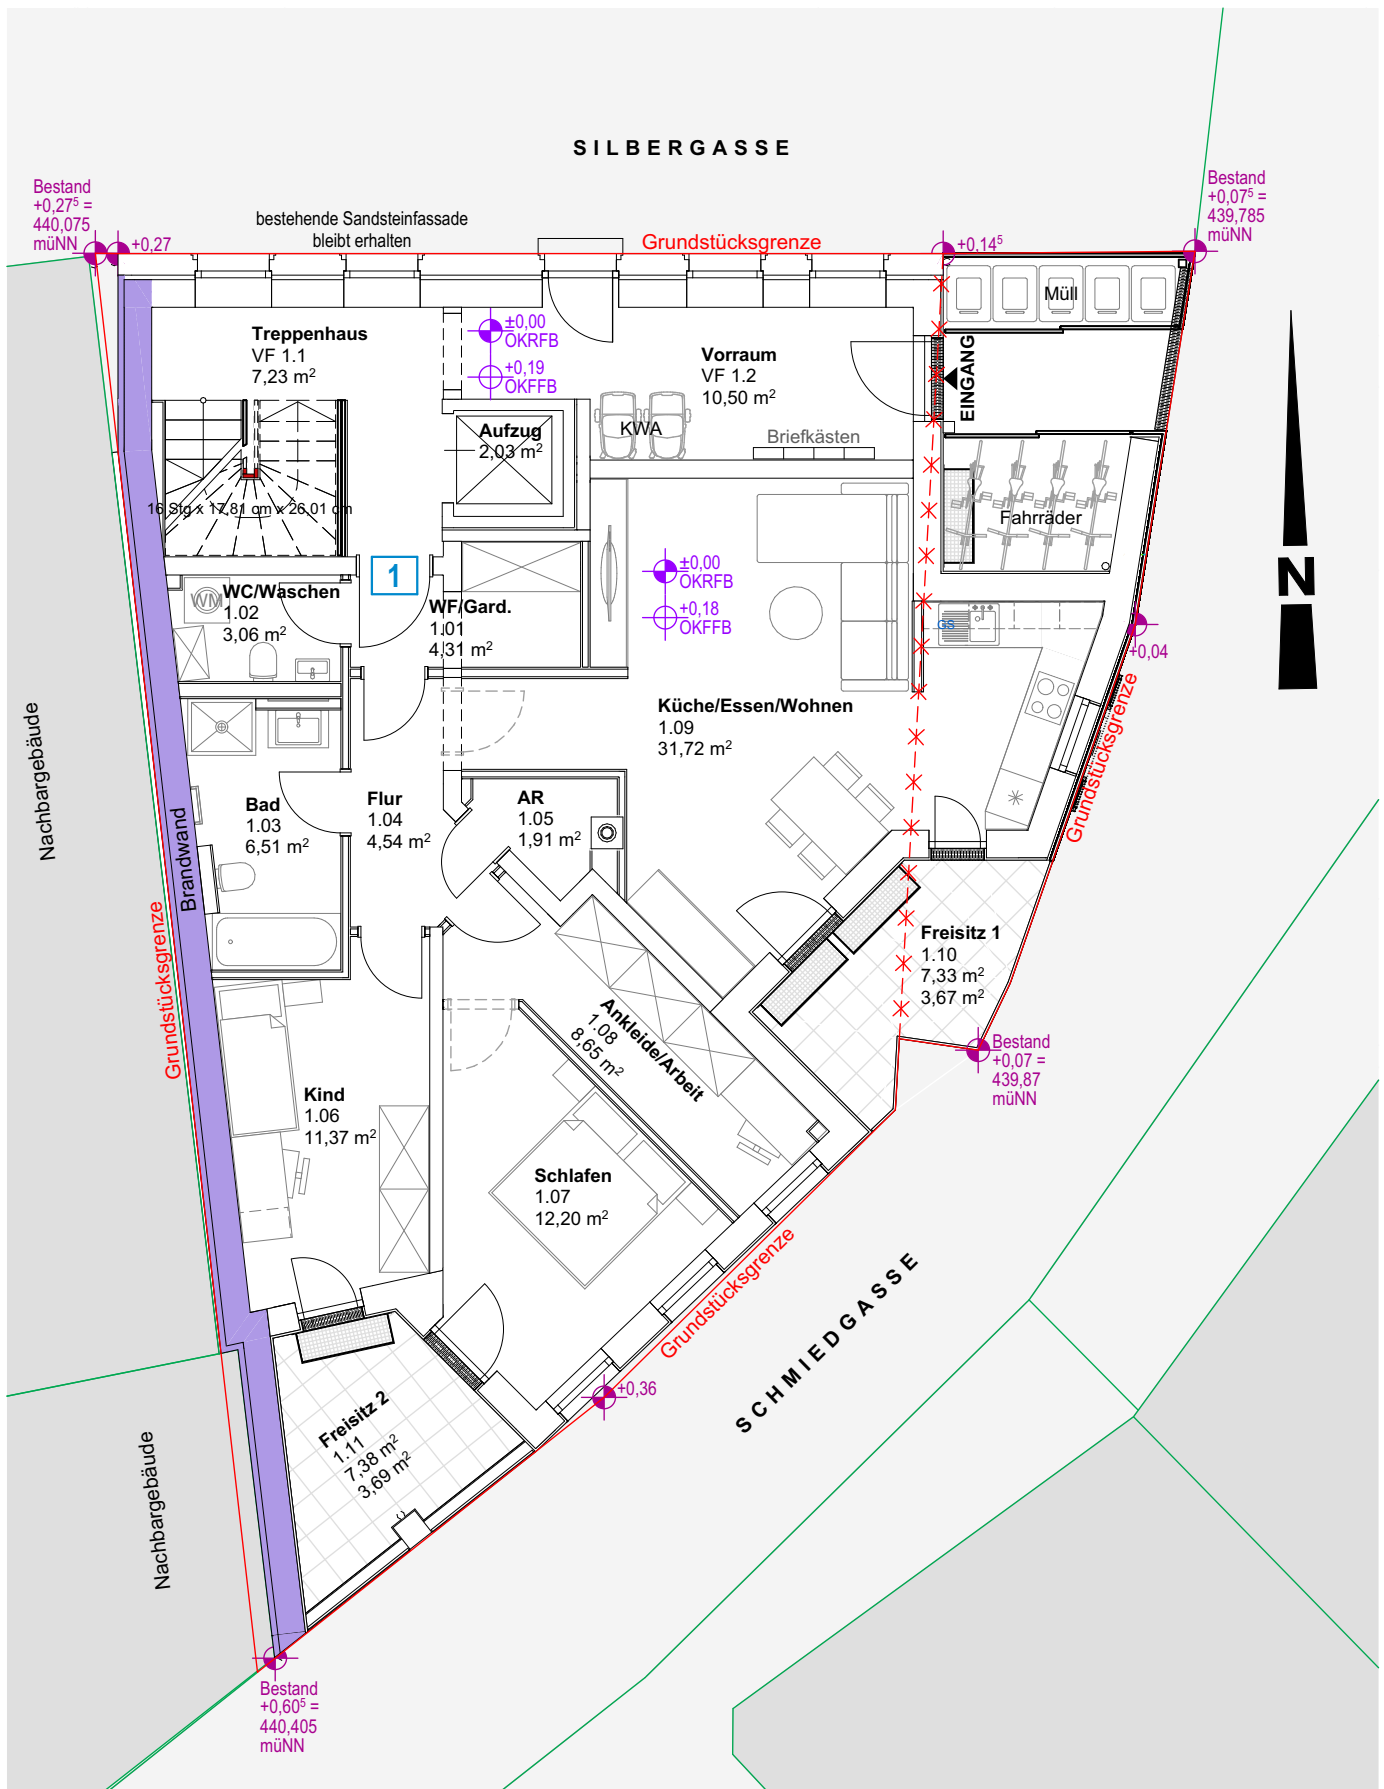 SILBERGASSE
Bestand
+0,27⁵ =
440,075
müNN
+0,27
bestehende Sandsteinfassade
bleibt erhalten
Grundstücksgrenze
+0,14⁵
Bestand
+0,07⁵ =
439,785
müNN
Müll
Treppenhaus
VF 1.1
7,23 m²
±0,00
OKRFB
+0,19
OKFFB
Vorraum
VF 1.2
10,50 m²
EINGANG
Aufzug
2,03 m²
KWA
Briefkästen
16 Stg x 17,81 cm x 26,01 cm
Fahrräder
1
±0,00
OKRFB
+0,18
OKFFB
WM
WC/Waschen
1.02
3,06 m²
WF/Gard.
1.01
4,31 m²
GS
+0,04
N
Küche/Essen/Wohnen
1.09
31,72 m²
Grundstücksgrenze
Nachbargebäude
Brandwand
Bad
1.03
6,51 m²
Flur
1.04
4,54 m²
AR
1.05
1,91 m²
Grundstücksgrenze
Freisitz 1
1.10
7,33 m²
3,67 m²
Ankleide/Arbeit
1.08
8,65 m²
Bestand
+0,07 =
439,87
müNN
Kind
1.06
11,37 m²
Schlafen
1.07
12,20 m²
Grundstücksgrenze
SCHMIEDGASSE
+0,36
Freisitz 2
1.11
7,38 m²
3,69 m²
Nachbargebäude
Bestand
+0,60⁵ =
440,405
müNN